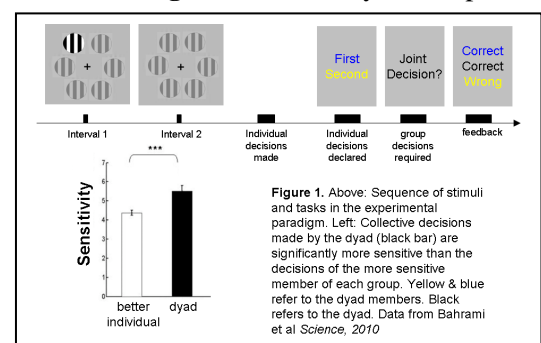 First
Second
Joint
Decision?
Correct
Correct
Wrong
Interval 1
Interval 2
Individual
decisions
made
Individual
decisions
declared
group
decisions
required
feedback
***
Sensitivity
7
6
5
4
3
2
1
0
better
individual
dyad
Figure 1. Above: Sequence of stimuli
and tasks in the experimental
paradigm. Left: Collective decisions
made by the dyad (black bar) are
significantly more sensitive than the
decisions of the more sensitive
member of each group. Yellow & blue
refer to the dyad members. Black
refers to the dyad. Data from Bahrami
et al Science, 2010